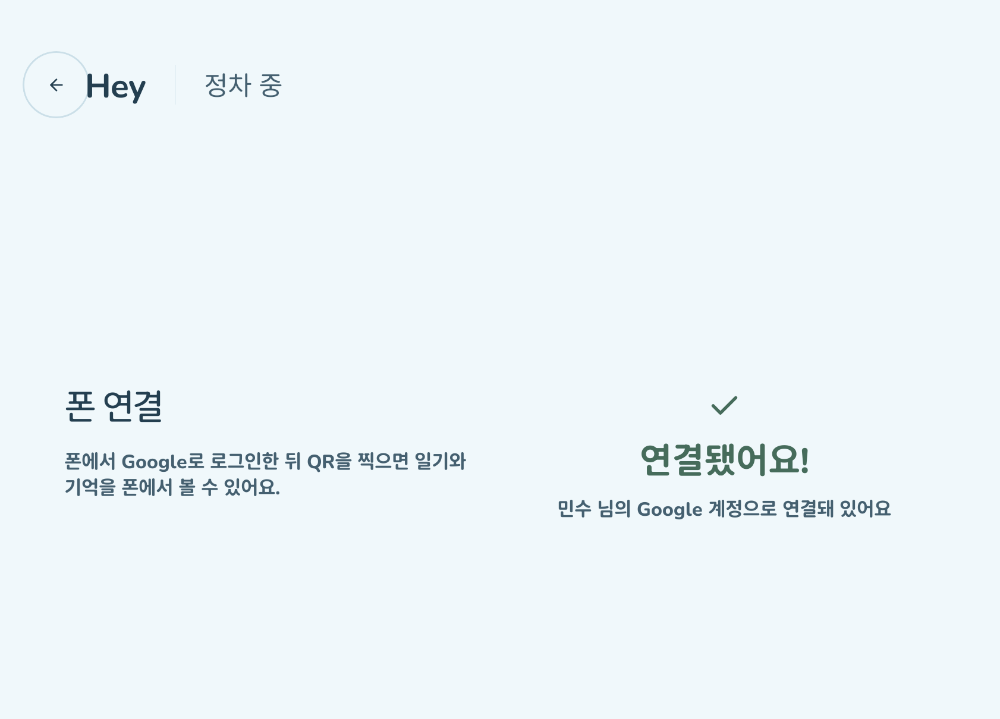 Hey
정차 중
폰 연결
폰에서 Google로 로그인한 뒤 QR을 찍으면 일기와
기억을 폰에서 볼 수 있어요.
연결됐어요!
민수 님의 Google 계정으로 연결돼 있어요